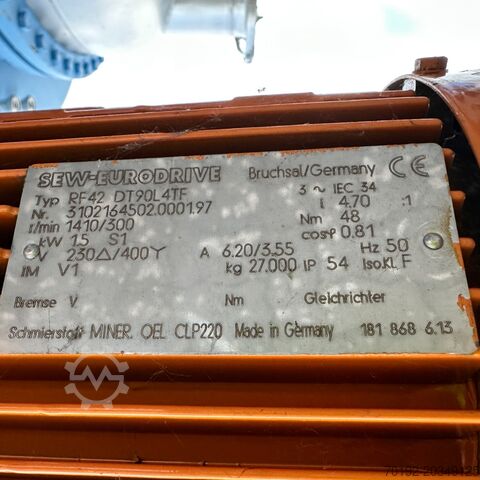 SEW-EURODRIVE Bruchsal/Germany CE
Typ RF42 DT90L4TF 3 ~ IEC 34
Nr. 3102164502.0001.97 i 4.70 :1
r/min 1410/300 Nm 48
kW 1.5 S1 cosφ 0.81
V 230△/400Y A 6.20/3.55 Hz 50
IM V1 kg 27.000 IP 54 Iso.Kl. F
Bremse V Nm Gleichrichter
Schmierstoff MINER. OEL CLP220 Made in Germany 181 868 6.13